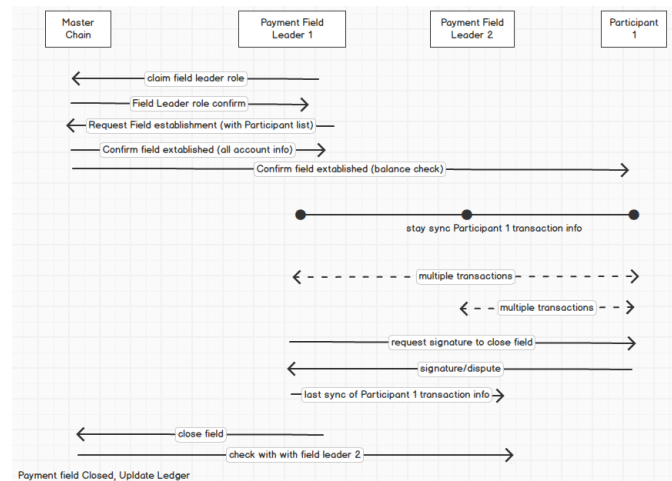 Master
Chain
Payment Field
Leader 1
Payment Field
Leader 2
Participant
1
claim field leader role
Field Leader role confirm
Request Field establishment (with Participant list)
Confirm field extablished (all account info)
Confirm field extablished (balance check)
stay sync Participant 1 transaction info
multiple transactions
multiple transactions
request signature to close field
signature/dispute
last sync of Participant 1 transaction info
close field
check with with field leader 2
Payment field Closed, Upldate Ledger